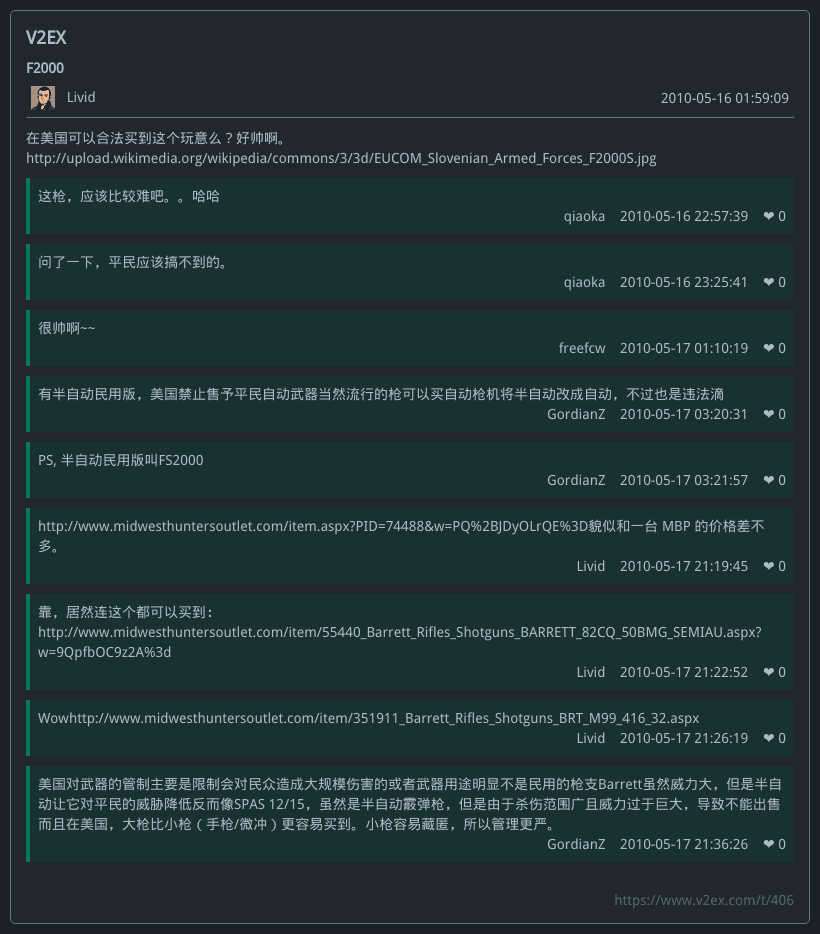 V2EX
F2000
Livid 2010-05-16 01:59:09
在美国可以合法买到这个玩意么？好帅啊。
http://upload.wikimedia.org/wikipedia/commons/3/3d/EUCOM_Slovenian_Armed_Forces_F2000S.jpg
这枪，应该比较难吧。。哈哈
qiaoka 2010-05-16 22:57:39 ❤ 0
问了一下，平民应该搞不到的。
qiaoka 2010-05-16 23:25:41 ❤ 0
很帅啊~~
freefcw 2010-05-17 01:10:19 ❤ 0
有半自动民用版，美国禁止售予平民自动武器当然流行的枪可以买自动枪机将半自动改成自动，不过也是违法滴
GordianZ 2010-05-17 03:20:31 ❤ 0
PS, 半自动民用版叫FS2000
GordianZ 2010-05-17 03:21:57 ❤ 0
http://www.midwesthuntersoutlet.com/item.aspx?PID=74488&w=PQ%2BJDyOLrQE%3D貌似和一台 MBP 的价格差不
多。
Livid 2010-05-17 21:19:45 ❤ 0
靠，居然连这个都可以买到：
http://www.midwesthuntersoutlet.com/item/55440_Barrett_Rifles_Shotguns_BARRETT_82CQ_50BMG_SEMIAU.aspx?
w=9QpfbOC9z2A%3d
Livid 2010-05-17 21:22:52 ❤ 0
Wowhttp://www.midwesthuntersoutlet.com/item/351911_Barrett_Rifles_Shotguns_BRT_M99_416_32.aspx
Livid 2010-05-17 21:26:19 ❤ 0
美国对武器的管制主要是限制会对民众造成大规模伤害的或者武器用途明显不是民用的枪支Barrett虽然威力大，但是半自
动让它对平民的威胁降低反而像SPAS 12/15，虽然是半自动霰弹枪，但是由于杀伤范围广且威力过于巨大，导致不能出售
而且在美国，大枪比小枪（手枪/微冲）更容易买到。小枪容易藏匿，所以管理更严。
GordianZ 2010-05-17 21:36:26 ❤ 0
https://www.v2ex.com/t/406